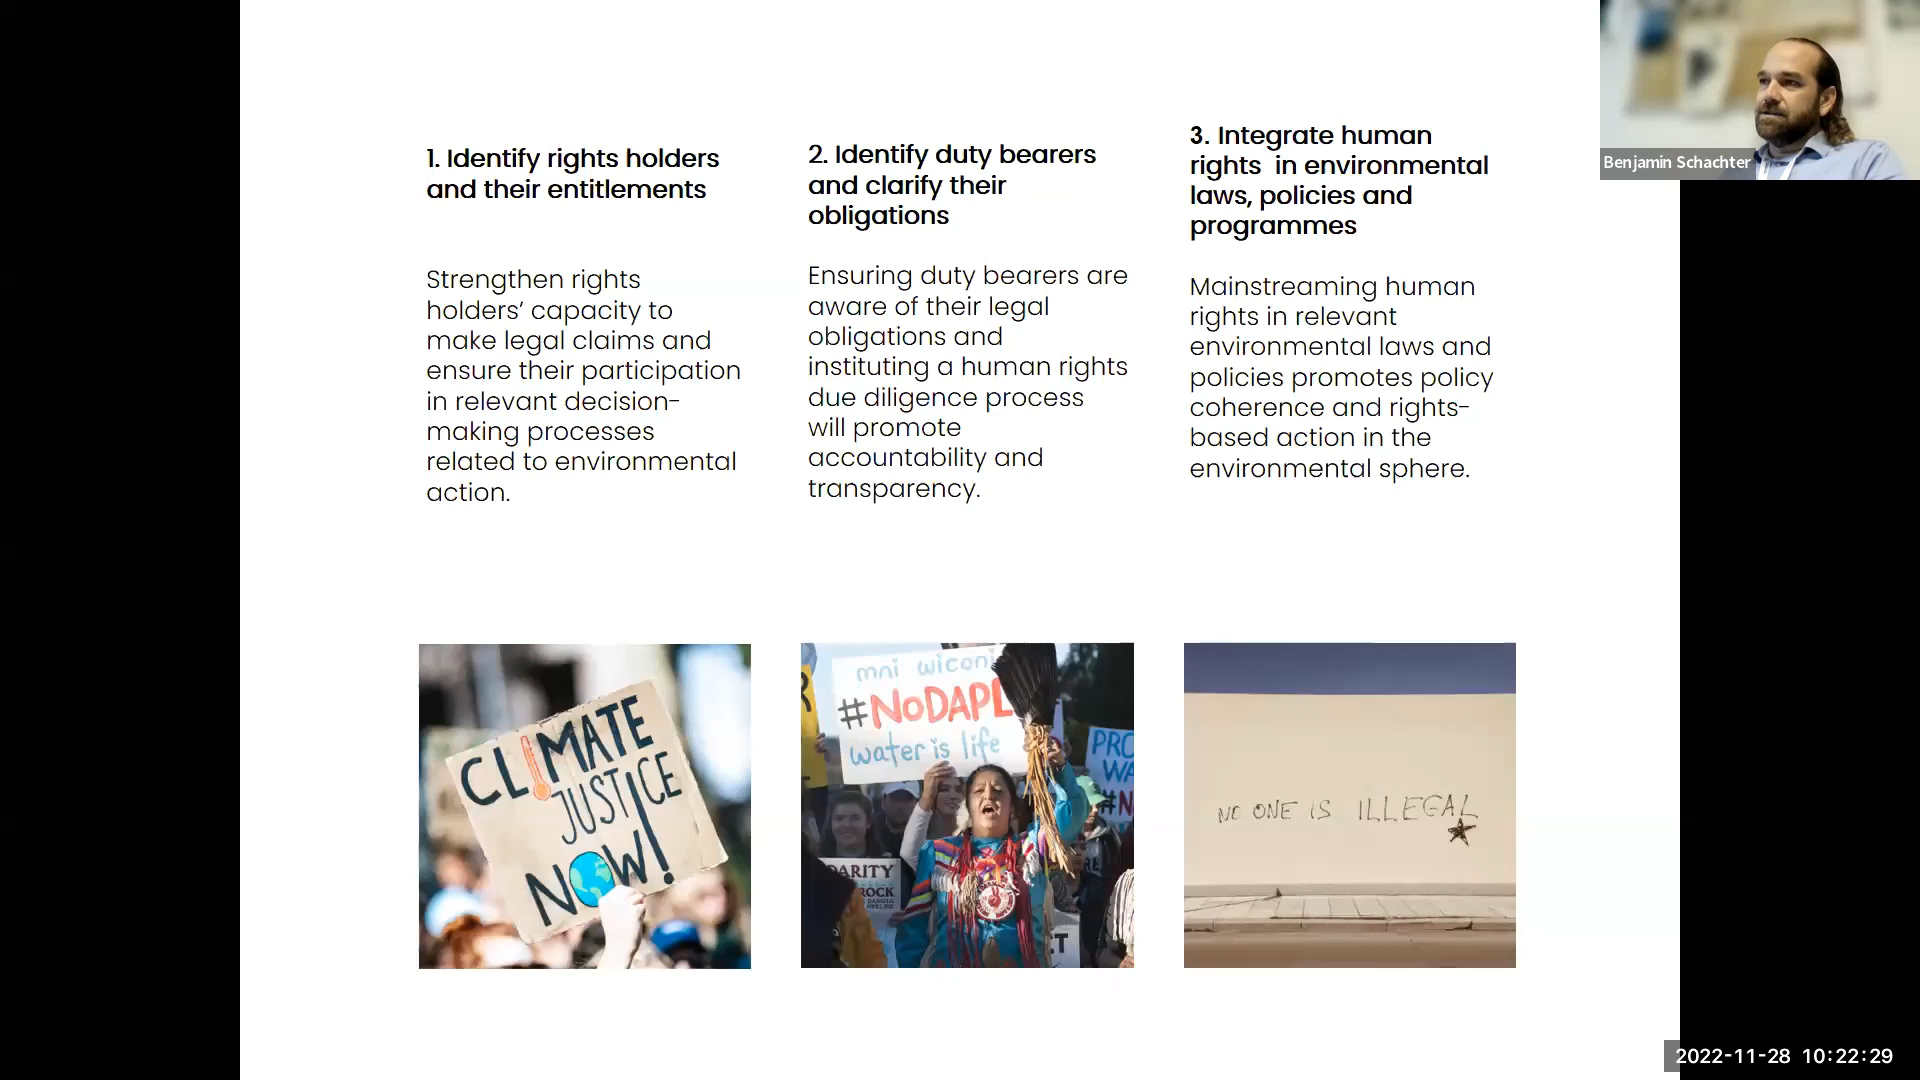 1. Identify rights holders
and their entitlements
Strengthen rights
holders’ capacity to
make legal claims and
ensure their participation
in relevant decision-
making processes
related to environmental
action.
2. Identify duty bearers
and clarify their
obligations
Ensuring duty bearers are
aware of their legal
obligations and
instituting a human rights
due diligence process
will promote
accountability and
transparency.
3. Integrate human
rights in environmental
laws, policies and
programmes
Mainstreaming human
rights in relevant
environmental laws and
policies promotes policy
coherence and rights-
based action in the
environmental sphere.
Benjamin Schachter
CLIMATE
JUSTICE
NOW!
mni wiconi
#NoDAPL
water is life
PRO
WA
#N
DARITY
ROCK
NO ONE IS ILLEGAL
2022-11-28 10:22:29